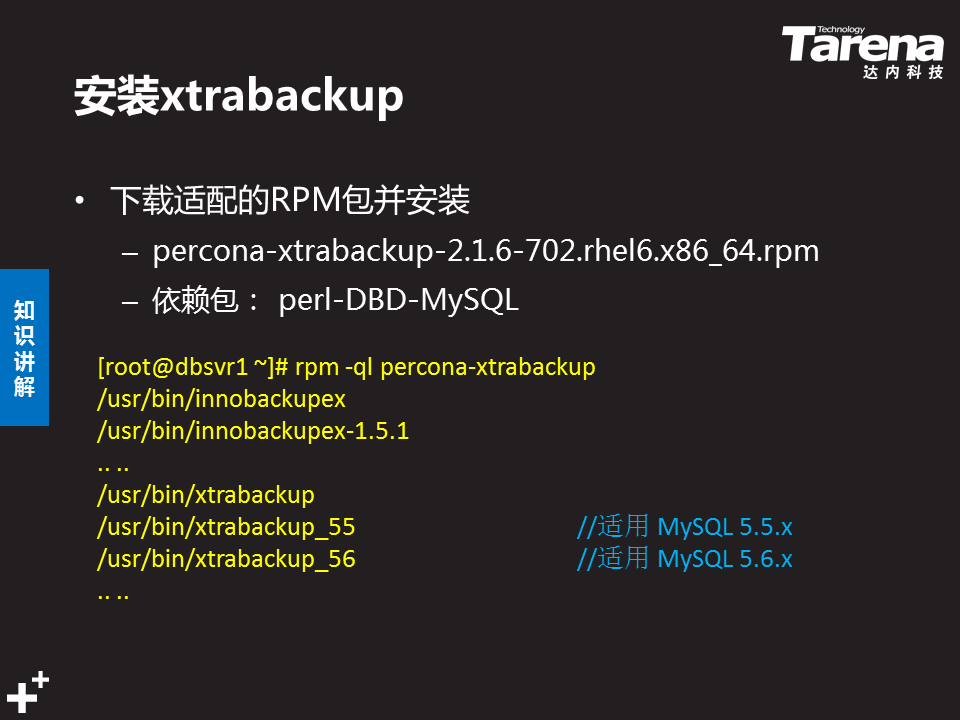 Technology
Tarena
达内科技
安装xtrabackup
• 下载适配的RPM包并安装
– percona-xtrabackup-2.1.6-702.rhel6.x86_64.rpm
– 依赖包： perl-DBD-MySQL
知
识
讲
解
[root@dbsvr1 ~]# rpm -ql percona-xtrabackup
/usr/bin/innobackupex
/usr/bin/innobackupex-1.5.1
.. ..
/usr/bin/xtrabackup
/usr/bin/xtrabackup_55 //适用 MySQL 5.5.x
/usr/bin/xtrabackup_56 //适用 MySQL 5.6.x
.. ..